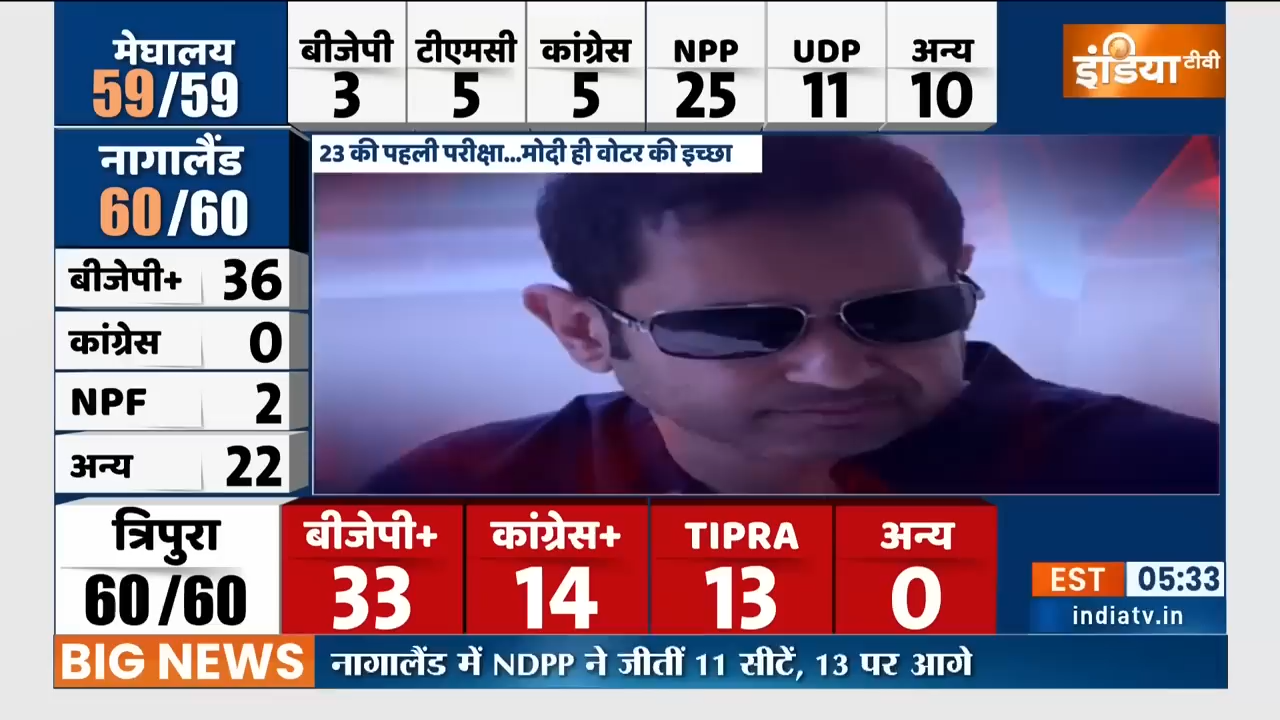 मेघालय
59/59
बीजेपी टीएमसी कांग्रेस NPP UDP अन्य
3 5 5 25 11 10
इंडिया टीवी
नागालैंड
60/60
23 की पहली परीक्षा...मोदी ही वोटर की इच्छा
बीजेपी+ 36
कांग्रेस 0
NPF 2
अन्य 22
त्रिपुरा
60/60
बीजेपी+ कांग्रेस+ TIPRA अन्य
33 14 13 0
EST 05:33
indiatv.in
BIG NEWS नागालैंड में NDPP ने जीतीं 11 सीटें, 13 पर आगे